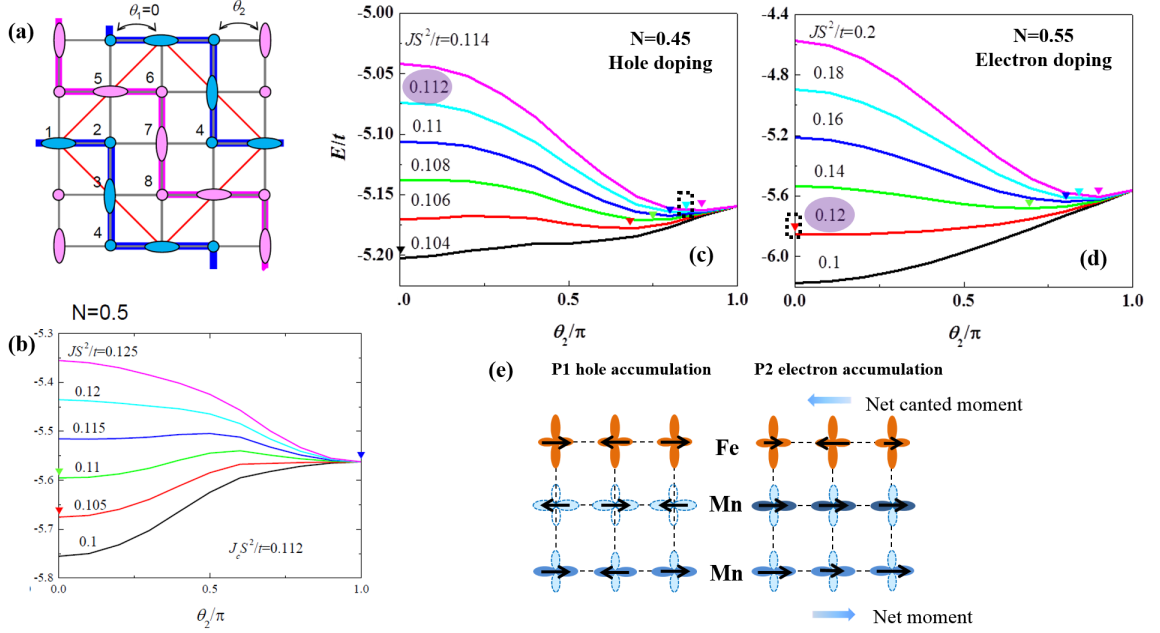 (a)
θ₁=0
θ₂
5
6
1
2
7
4
3
8
4
(b)
N=0.5
-5.3
-5.4
-5.5
-5.6
-5.7
-5.8
JS²/t=0.125
0.12
0.115
0.11
0.105
0.1
J_cS²/t=0.112
0.0
0.5
1.0
θ₂/π
E/t
-5.00
-5.05
-5.10
-5.15
-5.20
JS²/t=0.114
0.112
0.11
0.108
0.106
0.104
N=0.45
Hole doping
(c)
.0
0.5
1.0
θ₂/π
-4.4
-4.8
-5.2
-5.6
-6.0
JS²/t=0.2
0.18
0.16
0.14
0.12
0.1
N=0.55
Electron doping
(d)
0.0
0.5
1.0
θ₂/π
(e)
P1 hole accumulation
P2 electron accumulation
Net canted moment
Fe
Mn
Mn
Net moment